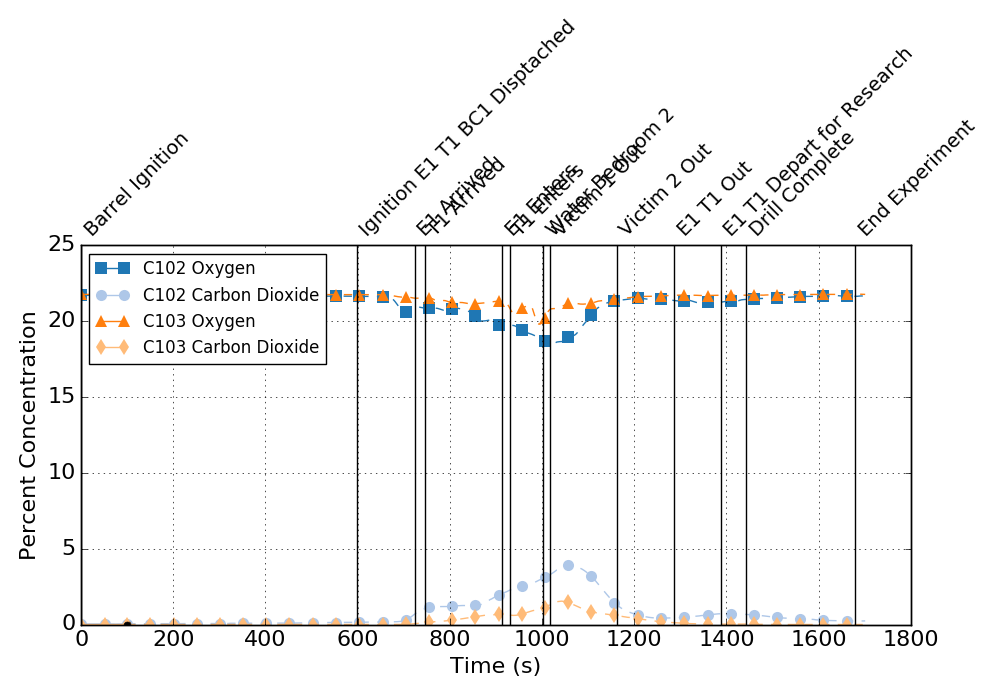 Barrel Ignition
Ignition E1 T1 BC1 Disptached
E1 Arrived
T1 Arrived
E1 Enters
T1 Enters
Water Bedroom 2
Victim 1 Out
Victim 2 Out
E1 T1 Out
E1 T1 Depart for Research
Drill Complete
End Experiment
25
20
15
10
5
0
Percent Concentration
C102 Oxygen
C102 Carbon Dioxide
C103 Oxygen
C103 Carbon Dioxide
0 200 400 600 800 1000 1200 1400 1600 1800
Time (s)